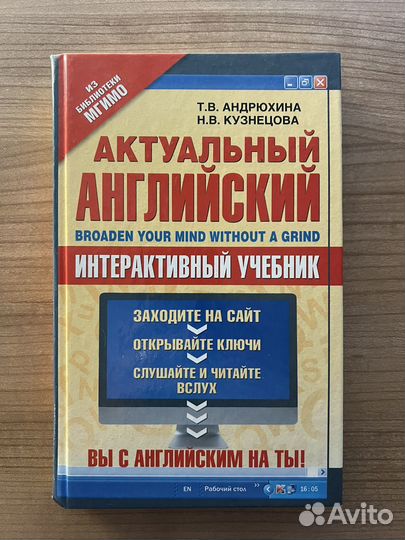 ИЗ
БИБЛИОТЕКИ
МГИМО
Т.В. АНДРЮХИНА
Н.В. КУЗНЕЦОВА
АКТУАЛЬНЫЙ
АНГЛИЙСКИЙ
BROADEN YOUR MIND WITHOUT A GRIND
ИНТЕРАКТИВНЫЙ УЧЕБНИК
ЗАХОДИТЕ НА САЙТ
ОТКРЫВАЙТЕ КЛЮЧИ
СЛУШАЙТЕ И ЧИТАЙТЕ
ВСЛУХ
ВЫ С АНГЛИЙСКИМ НА ТЫ!
EN Рабочий стол » 16:05
Avito